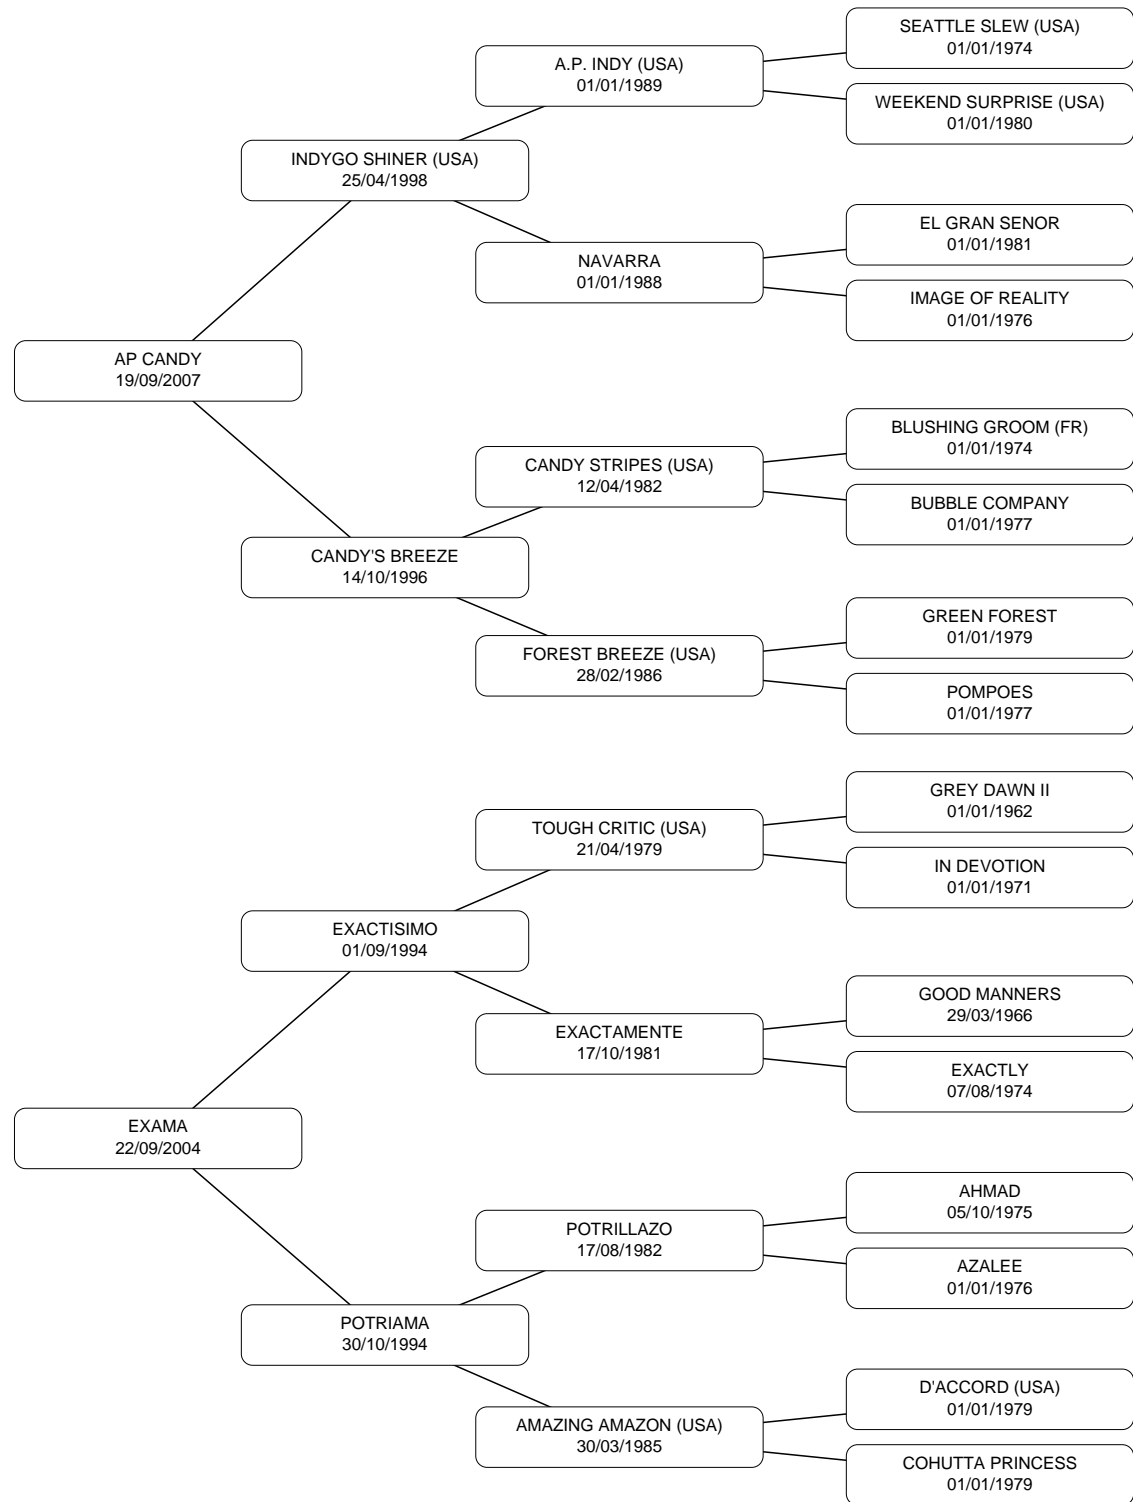 SEATTLE SLEW (USA)
01/01/1974
A.P. INDY (USA)
01/01/1989
WEEKEND SURPRISE (USA)
01/01/1980
INDYGO SHINER (USA)
25/04/1998
EL GRAN SENOR
01/01/1981
NAVARRA
01/01/1988
IMAGE OF REALITY
01/01/1976
AP CANDY
19/09/2007
BLUSHING GROOM (FR)
01/01/1974
CANDY STRIPES (USA)
12/04/1982
BUBBLE COMPANY
01/01/1977
CANDY'S BREEZE
14/10/1996
GREEN FOREST
01/01/1979
FOREST BREEZE (USA)
28/02/1986
POMPOES
01/01/1977
GREY DAWN II
01/01/1962
TOUGH CRITIC (USA)
21/04/1979
IN DEVOTION
01/01/1971
EXACTISIMO
01/09/1994
GOOD MANNERS
29/03/1966
EXACTAMENTE
17/10/1981
EXACTLY
07/08/1974
EXAMA
22/09/2004
AHMAD
05/10/1975
POTRILLAZO
17/08/1982
AZALEE
01/01/1976
POTRIAMA
30/10/1994
D'ACCORD (USA)
01/01/1979
AMAZING AMAZON (USA)
30/03/1985
COHUTTA PRINCESS
01/01/1979